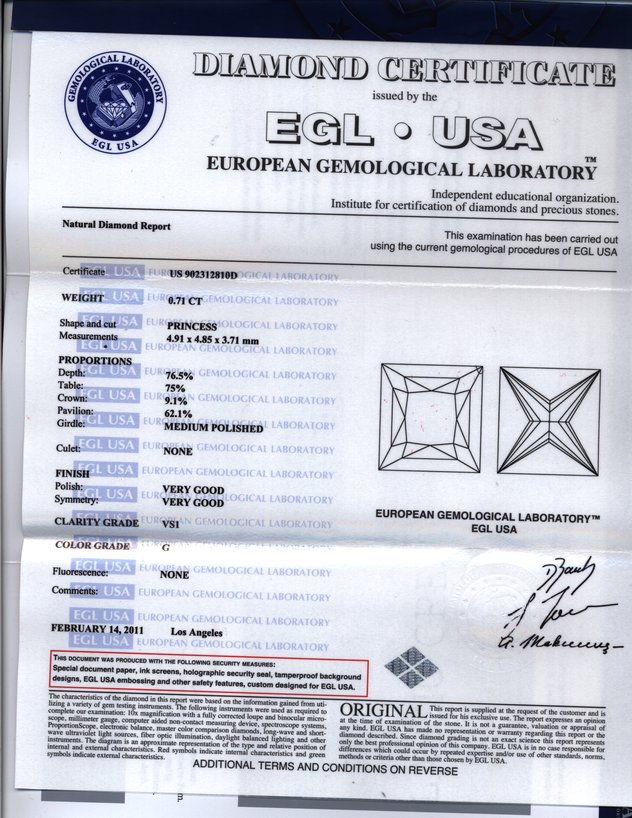 GEMOLOGICAL LABORATORY
EGL USA
DIAMOND CERTIFICATE
issued by the
EGL • USA
EUROPEAN GEMOLOGICAL LABORATORY™
Independent educational organization.
Institute for certification of diamonds and precious stones.
Natural Diamond Report
This examination has been carried out
using the current gemological procedures of EGL USA
Certificate US 902312810D
WEIGHT 0.71 CT
Shape and cut PRINCESS
Measurements 4.91 x 4.85 x 3.71 mm
PROPORTIONS
Depth: 76.5%
Table: 75%
Crown: 9.1%
Pavilion: 62.1%
Girdle: MEDIUM POLISHED
Culet: NONE
FINISH
Polish: VERY GOOD
Symmetry: VERY GOOD
CLARITY GRADE VS1
COLOR GRADE G
Fluorescence: NONE
Comments:
FEBRUARY 14, 2011 Los Angeles
EUROPEAN GEMOLOGICAL LABORATORY™
EGL USA
THIS DOCUMENT WAS PRODUCED WITH THE FOLLOWING SECURITY MEASURES:
Special document paper, ink screens, holographic security seal, tamperproof background
designs, EGL USA embossing and other safety features, custom designed for EGL USA.
The characteristics of the diamond in this report were based on the information gained from uti-
lizing a variety of gem testing instruments. The following instruments were used to
complete our examination: 10x magnification with a fully corrected loupe and binocular micro-
scope, millimeter gauge, computer aided non-contact measuring device, spectroscope systems,
ProportionScope, electronic balance, master color comparison diamonds, long-wave and short-
wave ultraviolet light sources, fiber optic illumination, daylight balanced lighting and other
instruments. The diagram is an approximate representation of the type and relative position of
internal and external characteristics. Red symbols indicate internal characteristics and green
symbols indicate external characteristics.
ORIGINAL This report is supplied at the request of the customer and is
issued for his exclusive use. The report expresses an opinion
at the time of examination of the stone. It is not a guarantee, valuation or appraisal of
any kind. EGL USA has made no representation or warranty regarding this report or the
diamond described. Since diamond grading is not an exact science this report represents
only the best professional opinion of this company. EGL USA is in no case responsible for
differences which could occur by repeated expertise and/or use of other standards, norms,
methods or criteria other than those chosen by EGL USA.
ADDITIONAL TERMS AND CONDITIONS ON REVERSE